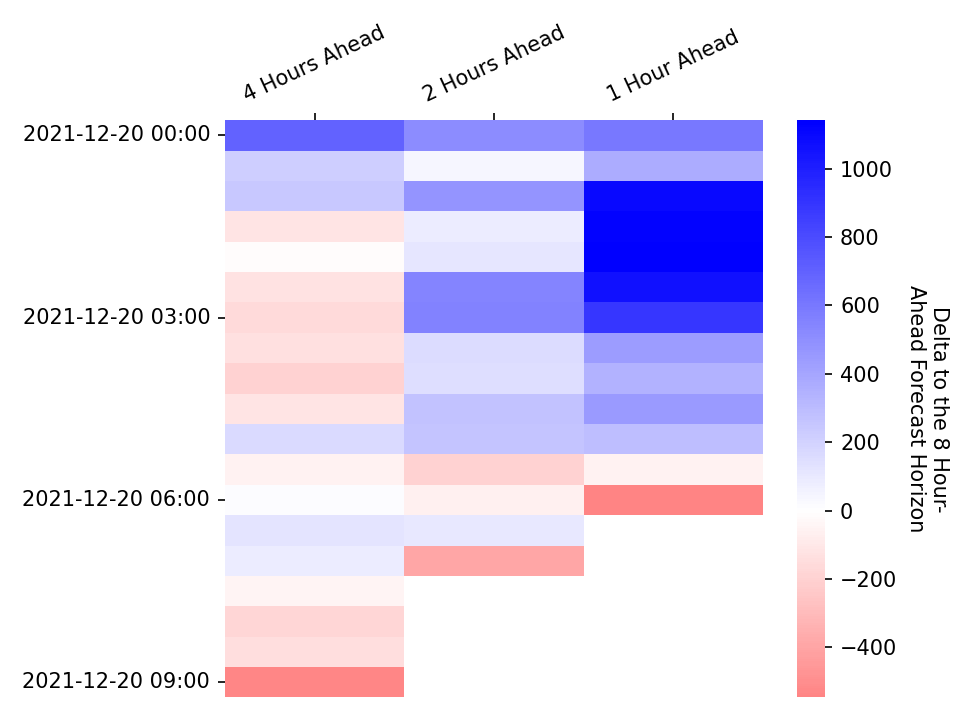 4 Hours Ahead
2 Hours Ahead
1 Hour Ahead
2021-12-20 00:00
2021-12-20 03:00
2021-12-20 06:00
2021-12-20 09:00
1000
800
600
400
200
0
−200
−400
Delta to the 8 Hour-
Ahead Forecast Horizon